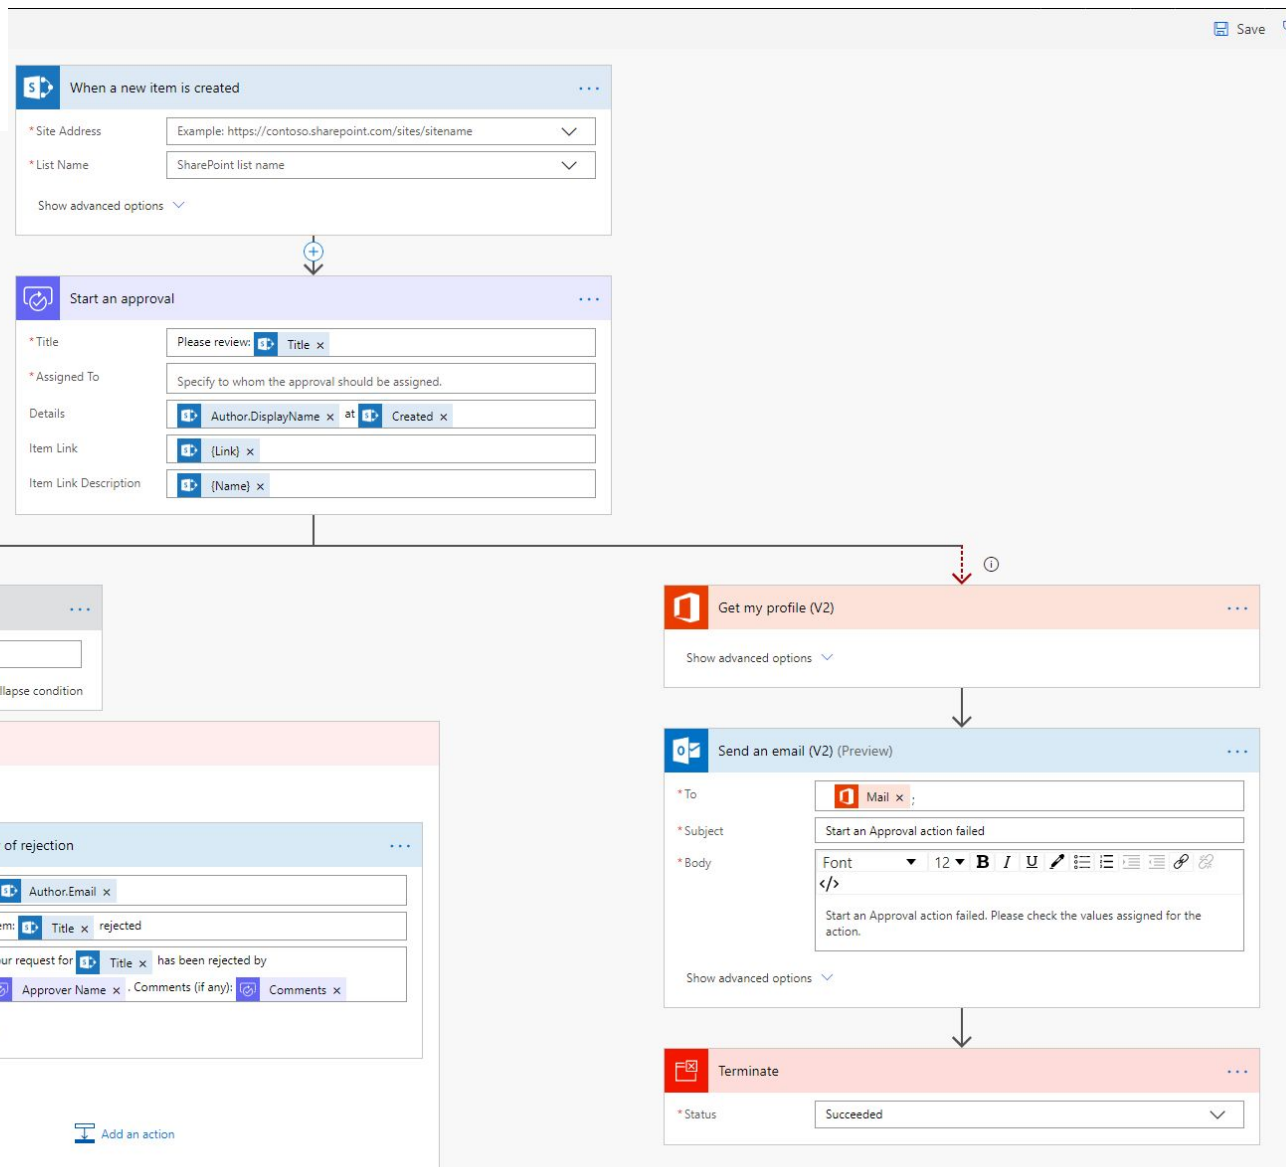 Save
When a new item is created
* Site Address
Example: https://contoso.sharepoint.com/sites/sitename
* List Name
SharePoint list name
Show advanced options
Start an approval
* Title
Please review: Title ×
* Assigned To
Specify to whom the approval should be assigned.
Details
Author.DisplayName × at Created ×
Item Link
{Link} ×
Item Link Description
{Name} ×
Get my profile (V2)
Show advanced options
llapse condition
Send an email (V2) (Preview)
* To
Mail × ;
* Subject
Start an Approval action failed
* Body
Font 12 B I U
</>
Start an Approval action failed. Please check the values assigned for the
action.
Show advanced options
of rejection
Author.Email ×
em: Title × rejected
ur request for Title × has been rejected by
Approver Name × . Comments (if any): Comments ×
Add an action
Terminate
* Status
Succeeded